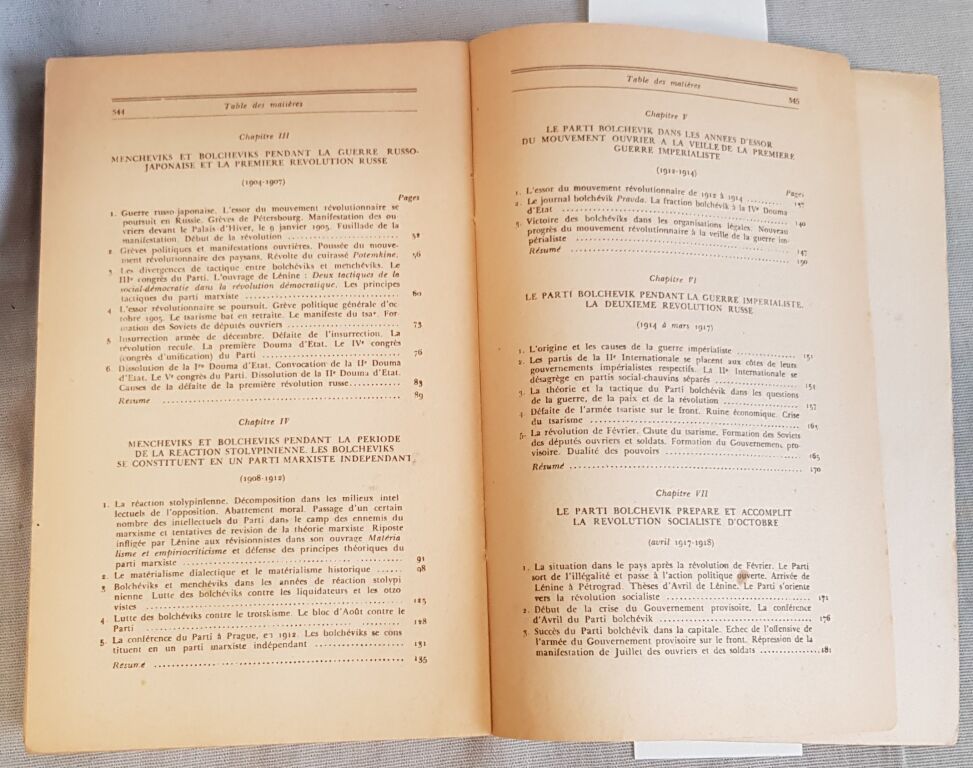 544
Table des matières
Chapitre III
MENCHEVIKS ET BOLCHEVIKS PENDANT LA GUERRE RUSSO-
JAPONAISE ET LA PREMIERE REVOLUTION RUSSE
(1904-1907)
Pages
1. Guerre russo-japonaise. L'essor du mouvement révolutionnaire se
poursuit en Russie. Grèves de Pétersbourg. Manifestation des ou
vriers devant le Palais d'Hiver, le 9 janvier 1905. Fusillade de la
manifestation. Début de la révolution .......... 52
2. Grèves politiques et manifestations ouvrières. Poussée du mouve-
ment révolutionnaire des paysans. Révolte du cuirassé Potemkine. 56
3. Les divergences de tactique entre bolchéviks et menchéviks. Le
IIIe congrès du Parti. L'ouvrage de Lénine : Deux tactiques de la
social-démocratie dans la révolution démocratique. Les principes
tactiques du parti marxiste .......... 60
4. L'essor révolutionnaire se poursuit. Grève politique générale d'oc
tobre 1905. Le tsarisme bat en retraite. Le manifeste du tsar. For-
mation des Soviets de députés ouvriers .......... 73
5. Insurrection armée de décembre. Défaite de l'insurrection. La
révolution recule. La première Douma d'Etat. Le IVe congrès
(congrès d'unification) du Parti .......... 76
6. Dissolution de la Ire Douma d'Etat. Convocation de la IIe Douma
d'Etat. Le Ve congrès du Parti. Dissolution de la IIe Douma d'Etat.
Causes de la défaite de la première révolution russe.......... 83
Résumé .......... 89
Chapitre IV
MENCHEVIKS ET BOLCHEVIKS PENDANT LA PERIODE
DE LA REACTION STOLYPINIENNE. LES BOLCHEVIKS
SE CONSTITUENT EN UN PARTI MARXISTE INDEPENDANT
(1908-1912)
1. La réaction stolypinienne. Décomposition dans les milieux intel
lectuels de l'opposition. Abattement moral. Passage d'un certain
nombre des intellectuels du Parti dans le camp des ennemis du
marxisme et tentatives de revision de la théorie marxiste Riposte
infligée par Lénine aux révisionnistes dans son ouvrage Matéria
lisme et empiriocriticisme et défense des principes théoriques du
parti marxiste .......... 91
2. Le matérialisme dialectique et le matérialisme historique .......... 98
3. Bolchéviks et menchéviks dans les années de réaction stolypi
nienne Lutte des bolchéviks contre les liquidateurs et les otzo
vistes .......... 125
4. Lutte des bolchéviks contre le trotskisme. Le bloc d'Août contre le
Parti .......... 128
5. La conférence du Parti à Prague, en 1912. Les bolchéviks se cons
tituent en un parti marxiste indépendant .......... 131
Résumé .......... 135
Table des matières
545
Chapitre V
LE PARTI BOLCHEVIK DANS LES ANNEES D'ESSOR
DU MOUVEMENT OUVRIER A LA VEILLE DE LA PREMIERE
GUERRE IMPERIALISTE
(1912-1914)
Pages
1. L'essor du mouvement révolutionnaire de 1912 à 1914 .......... 137
2. Le journal bolchévik Pravda. La fraction bolchévik à la IVe Douma
d'Etat .......... 140
3. Victoire des bolchéviks dans les organisations légales. Nouveau
progrès du mouvement révolutionnaire à la veille de la guerre im-
périaliste .......... 147
Résumé .......... 150
Chapitre VI
LE PARTI BOLCHEVIK PENDANT LA GUERRE IMPERIALISTE.
LA DEUXIEME REVOLUTION RUSSE
(1914 à mars 1917)
1. L'origine et les causes de la guerre impérialiste .......... 151
2. Les partis de la IIe Internationale se placent aux côtés de leurs
gouvernements impérialistes respectifs. La IIe Internationale se
désagrège en partis social-chauvins séparés .......... 154
3. La théorie et la tactique du Parti bolchévik dans les questions
de la guerre, de la paix et de la révolution .......... 157
4. Défaite de l'armée tsariste sur le front. Ruine économique. Crise
du tsarisme .......... 163
5. La révolution de Février. Chute du tsarisme. Formation des Soviets
des députés ouvriers et soldats. Formation du Gouvernement pro-
visoire. Dualité des pouvoirs .......... 165
Résumé .......... 170
Chapitre VII
LE PARTI BOLCHEVIK PREPARE ET ACCOMPLIT
LA REVOLUTION SOCIALISTE D'OCTOBRE
(avril 1917-1918)
1. La situation dans le pays après la révolution de Février. Le Parti
sort de l'illégalité et passe à l'action politique ouverte. Arrivée de
Lénine à Pétrograd. Thèses d'Avril de Lénine. Le Parti s'oriente
vers la révolution socialiste .......... 171
2. Début de la crise du Gouvernement provisoire. La conférence
d'Avril du Parti bolchévik .......... 176
3. Succès du Parti bolchévik dans la capitale. Echec de l'offensive de
l'armée du Gouvernement provisoire sur le front. Répression de la
manifestation de Juillet des ouvriers et des soldats .......... 181